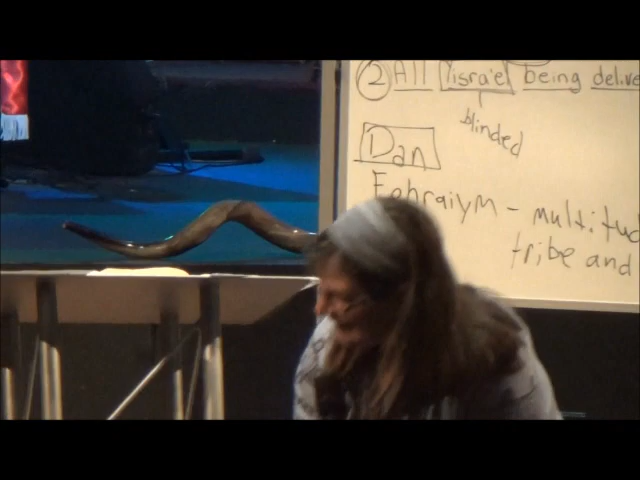 ② All Yisra'el being delive
blinded
Dan
Ephraiym - multitud
tribe and